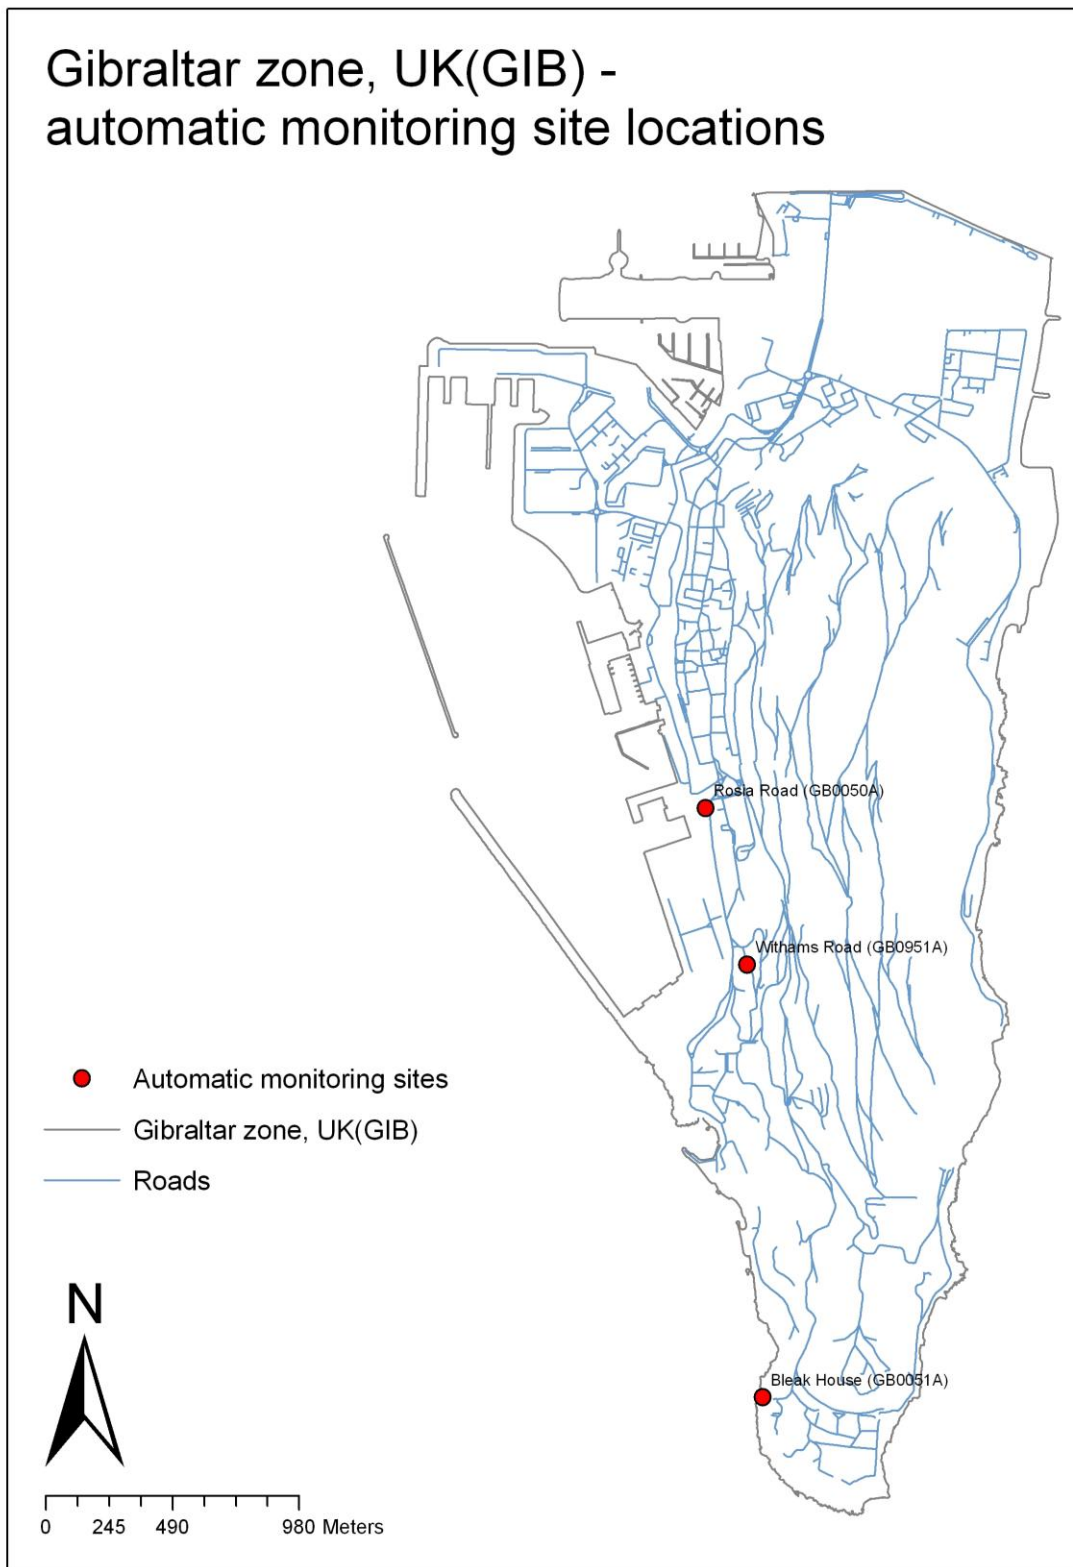 Gibraltar zone, UK(GIB) -
automatic monitoring site locations
Rosia Road (GB0050A)
Withams Road (GB0951A)
Automatic monitoring sites
Gibraltar zone, UK(GIB)
Roads
N
Bleak House (GB0051A)
0 245 490 980 Meters